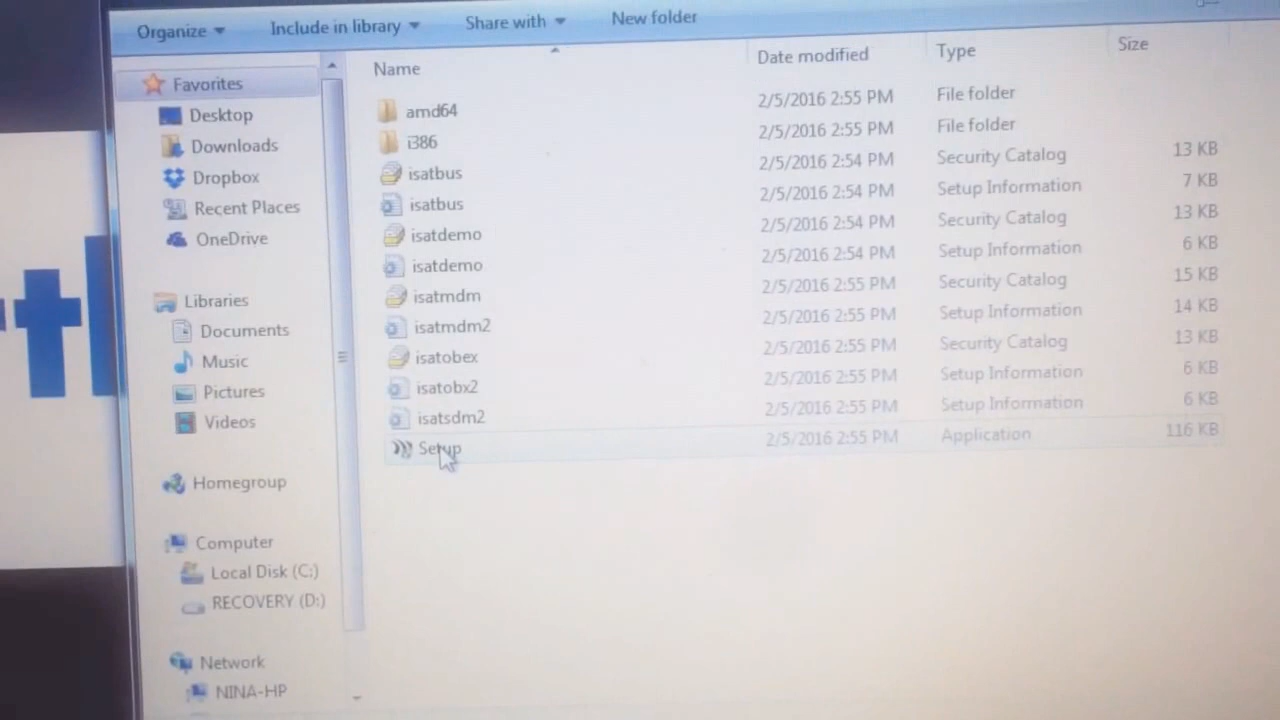 Organize Include in library Share with New folder
Name Date modified Type Size
Favorites
Desktop
Downloads
Dropbox
Recent Places
OneDrive
Libraries
Documents
Music
Pictures
Videos
Homegroup
Computer
Local Disk (C:)
RECOVERY (D:)
Network
NINA-HP
amd64 2/5/2016 2:55 PM File folder
i386 2/5/2016 2:55 PM File folder
isatbus 2/5/2016 2:54 PM Security Catalog 13 KB
isatbus 2/5/2016 2:54 PM Setup Information 7 KB
isatdemo 2/5/2016 2:54 PM Security Catalog 13 KB
isatdemo 2/5/2016 2:54 PM Setup Information 6 KB
isatmdm 2/5/2016 2:55 PM Security Catalog 15 KB
isatmdm2 2/5/2016 2:55 PM Setup Information 14 KB
isatobex 2/5/2016 2:55 PM Security Catalog 13 KB
isatobx2 2/5/2016 2:55 PM Setup Information 6 KB
isatsdm2 2/5/2016 2:55 PM Setup Information 6 KB
Setup 2/5/2016 2:55 PM Application 116 KB